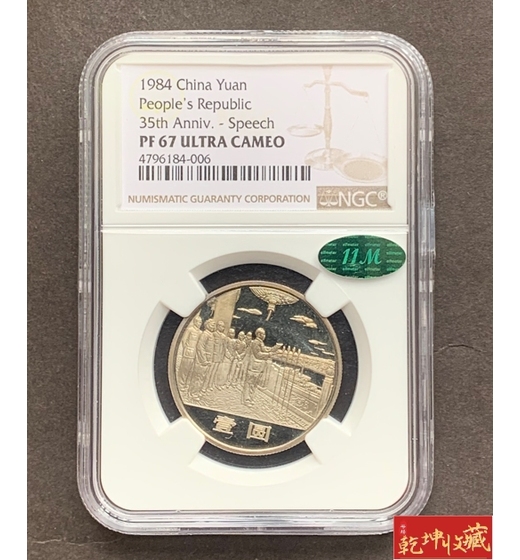 1984 China Yuan
People's Republic
35th Anniv. - Speech
PF 67 ULTRA CAMEO
4796184-006
NUMISMATIC GUARANTY CORPORATION NGC®
11M
壹圆
乾坤收藏